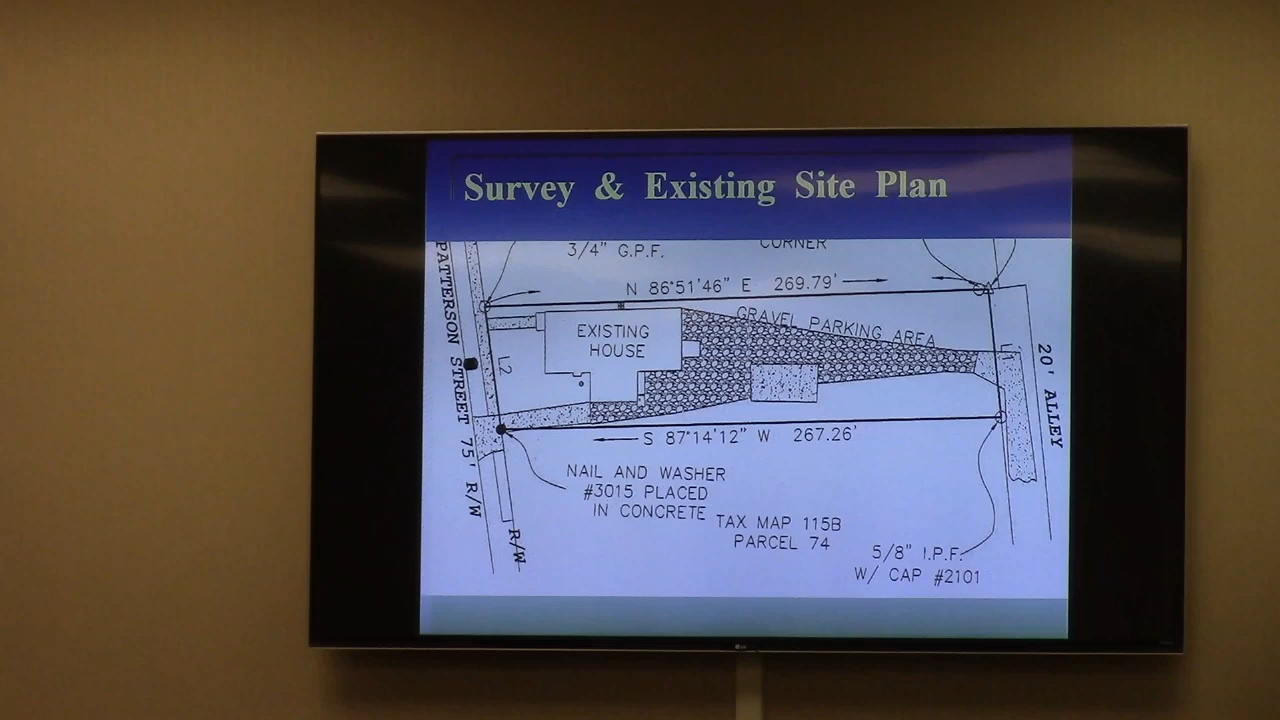 Survey & Existing Site Plan
3/4" G.P.F.
CORNER
N 86°51'46" E 269.79'
GRAVEL PARKING AREA
EXISTING
HOUSE
L2
PATTERSON STREET 75' R/W
20' ALLEY
S 87°14'12" W 267.26'
NAIL AND WASHER
#3015 PLACED
IN CONCRETE
TAX MAP 115B
PARCEL 74
R/W
5/8" I.P.F.
W/ CAP #2101
LG